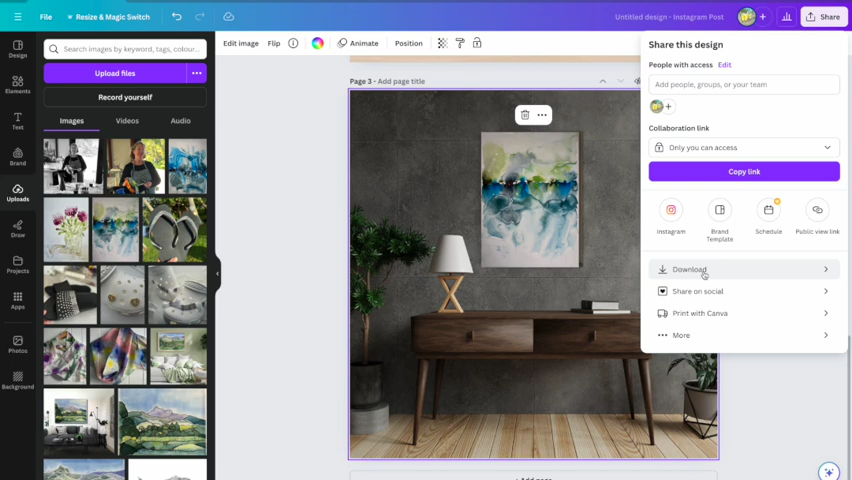 File
Resize & Magic Switch
Untitled design - Instagram Post
Share
Design
Elements
Text
Brand
Uploads
Draw
Projects
Apps
Photos
Background
Search images by keyword, tags, colour...
Upload files
Record yourself
Images
Videos
Audio
Edit image
Flip
Animate
Position
Page 3 - Add page title
+ Add page
Share this design
People with access
Edit
Add people, groups, or your team
Collaboration link
Only you can access
Copy link
Instagram
Brand
Template
Schedule
Public view link
Download
Share on social
Print with Canva
More